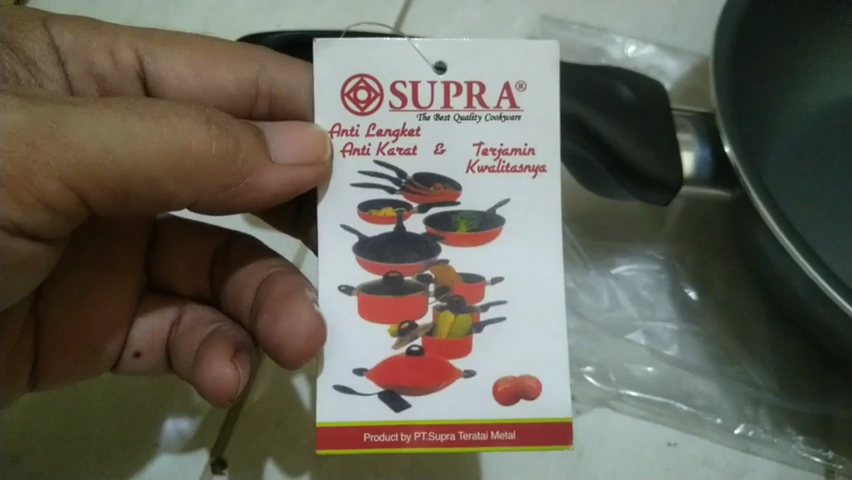 SUPRA®
The Best Quality Cookware
Anti Lengket
Anti Karat & Terjamin
Kwalitasnya
Product by PT.Supra Teratai Metal